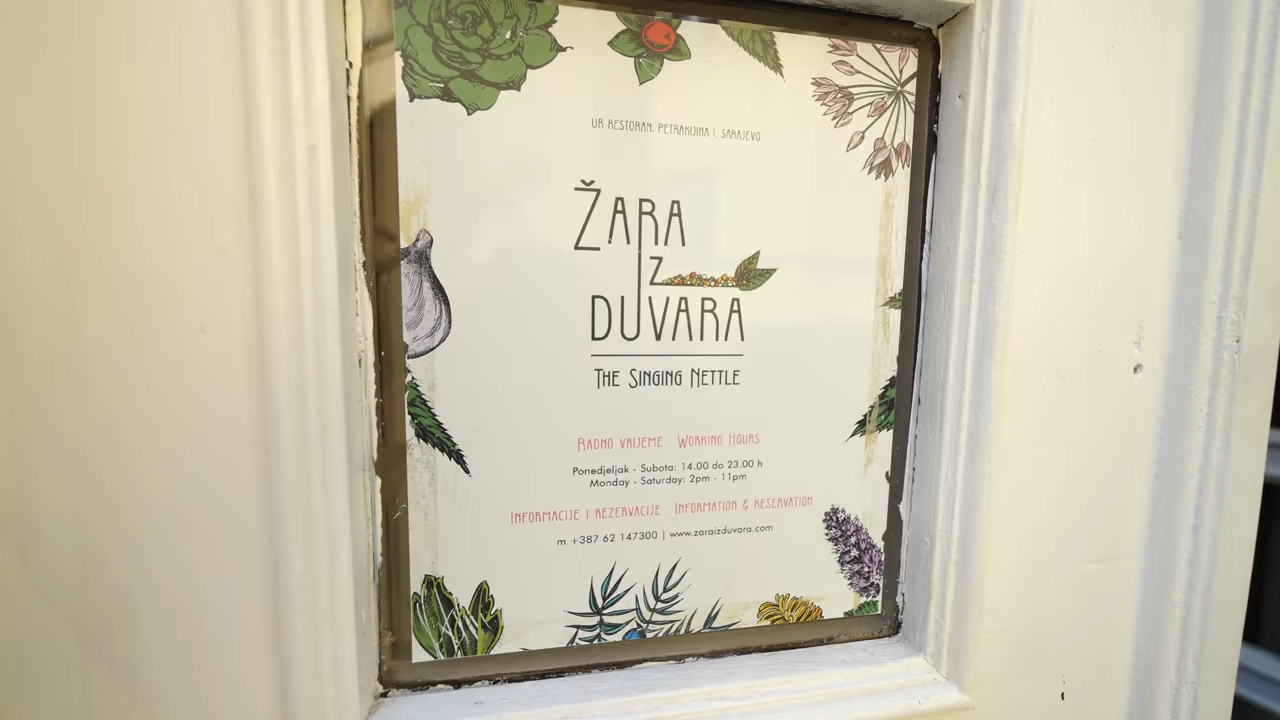 UR RESTORAN, PETRAKIJINA 1, SARAJEVO
ŽARA
IZ
DUVARA
THE SINGING NETTLE
RADNO VRIJEME . WORKING HOURS
Ponedjeljak - Subota: 14.00 do 23.00 h
Monday - Saturday: 2pm - 11pm
INFORMACIJE I REZERVACIJE . INFORMATION & RESERVATION
m +387 62 147300 | www.zaraizduvara.com